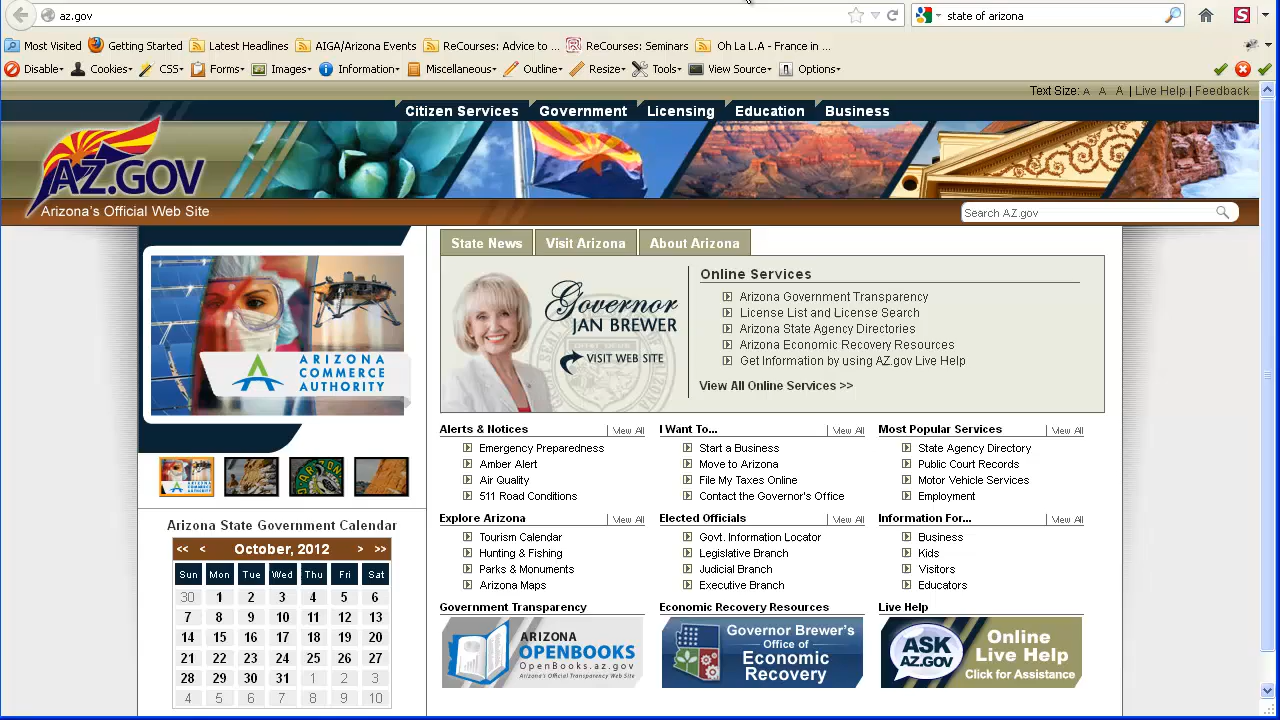 az.gov
state of arizona
Most Visited Getting Started Latest Headlines AIGA/Arizona Events ReCourses: Advice to ... ReCourses: Seminars Oh La L.A - France in ...
Disable Cookies CSS Forms Images Information Miscellaneous Outline Resize Tools View Source Options
Text Size: A A A | Live Help | Feedback
Citizen Services Government Licensing Education Business
AZ.GOV
Arizona's Official Web Site
Search AZ.gov
State News Visit Arizona About Arizona
ARIZONA
COMMERCE
AUTHORITY
Governor
JAN BREWER
VISIT WEB SITE
Online Services
Arizona Government Transparency
License List and License Search
Arizona State Agency Directories
Arizona Economic Recovery Resources
Get Information by using AZ.gov Live Help
View All Online Services >>
Alerts & Notices | View All
Emergency Preparedness
Amber Alert
Air Quality
511 Road Conditions
I Want To... | View All
Start a Business
Move to Arizona
File My Taxes Online
Contact the Governor's Office
Most Popular Services | View All
State Agency Directory
Public Court Records
Motor Vehicle Services
Employment
Explore Arizona | View All
Tourism Calendar
Hunting & Fishing
Parks & Monuments
Arizona Maps
Elected Officials | View All
Govt. Information Locator
Legislative Branch
Judicial Branch
Executive Branch
Information For... | View All
Business
Kids
Visitors
Educators
Arizona State Government Calendar
<< < October, 2012 > >>
Sun Mon Tue Wed Thu Fri Sat
30 1 2 3 4 5 6
7 8 9 10 11 12 13
14 15 16 17 18 19 20
21 22 23 24 25 26 27
28 29 30 31 1 2 3
4 5 6 7 8 9 10
Government Transparency
ARIZONA
OPENBOOKS
OpenBooks.az.gov
Arizona's Official Transparency Web Site
Economic Recovery Resources
Governor Brewer's
Office of
Economic
Recovery
Live Help
ASK
AZ.GOV
Online
Live Help
Click for Assistance